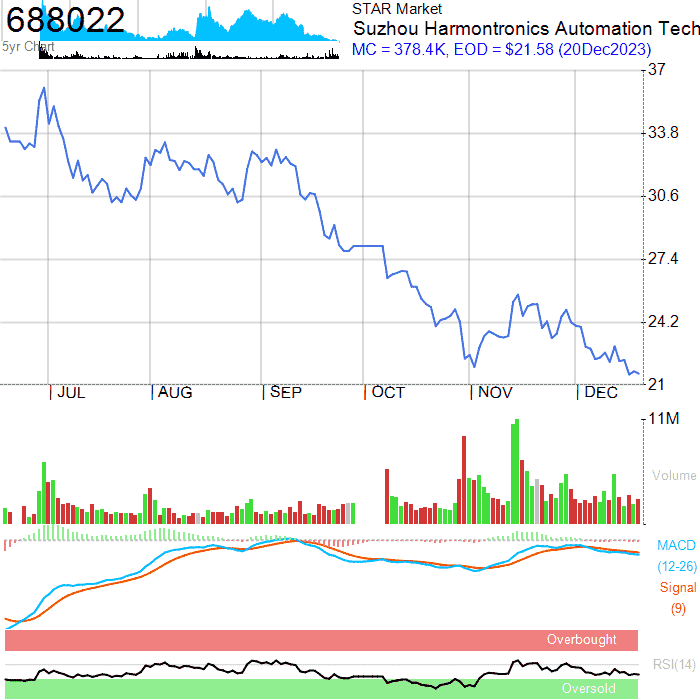 688022
STAR Market
Suzhou Harmontronics Automation Tech
5yr Chart
MC = 378.4K, EOD = $21.58 (20Dec2023)
37
33.8
30.6
27.4
24.2
21
JUL AUG SEP OCT NOV DEC
11M
Volume
MACD
(12-26)
Signal
(9)
Overbought
RSI(14)
Oversold